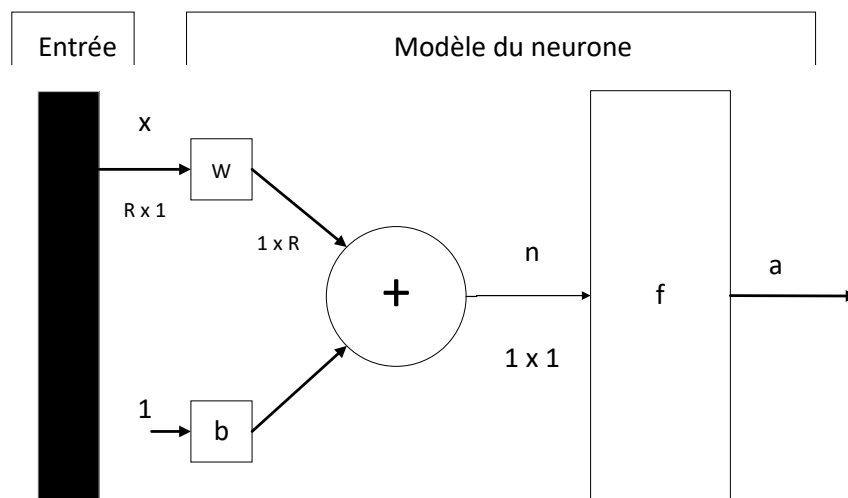 Entrée
Modèle du neurone
x
w
R x 1
1 x R
+
n
1 x 1
f
a
1
b